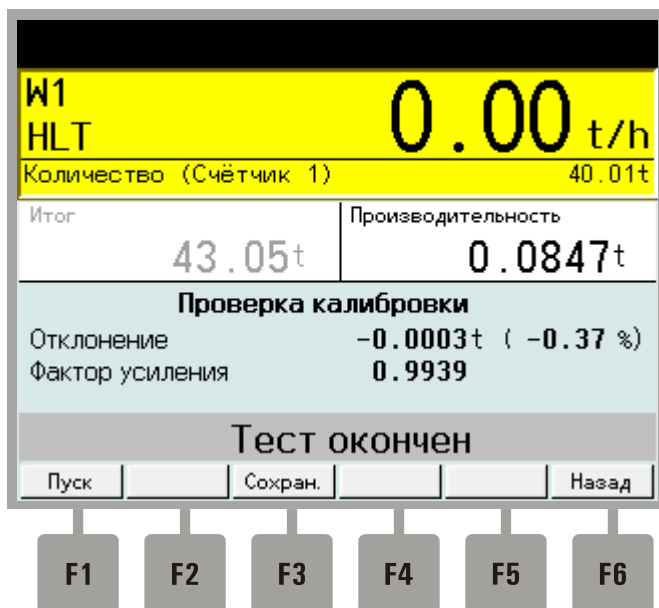 W1
HLT
0.00 t/h
Количество (Счётчик 1) 40.01t
Итог
43.05t
Производительность
0.0847t
Проверка калибровки
Отклонение -0.0003t ( -0.37 %)
Фактор усиления 0.9939
Тест окончен
Пуск Сохран. Назад
F1 F2 F3 F4 F5 F6